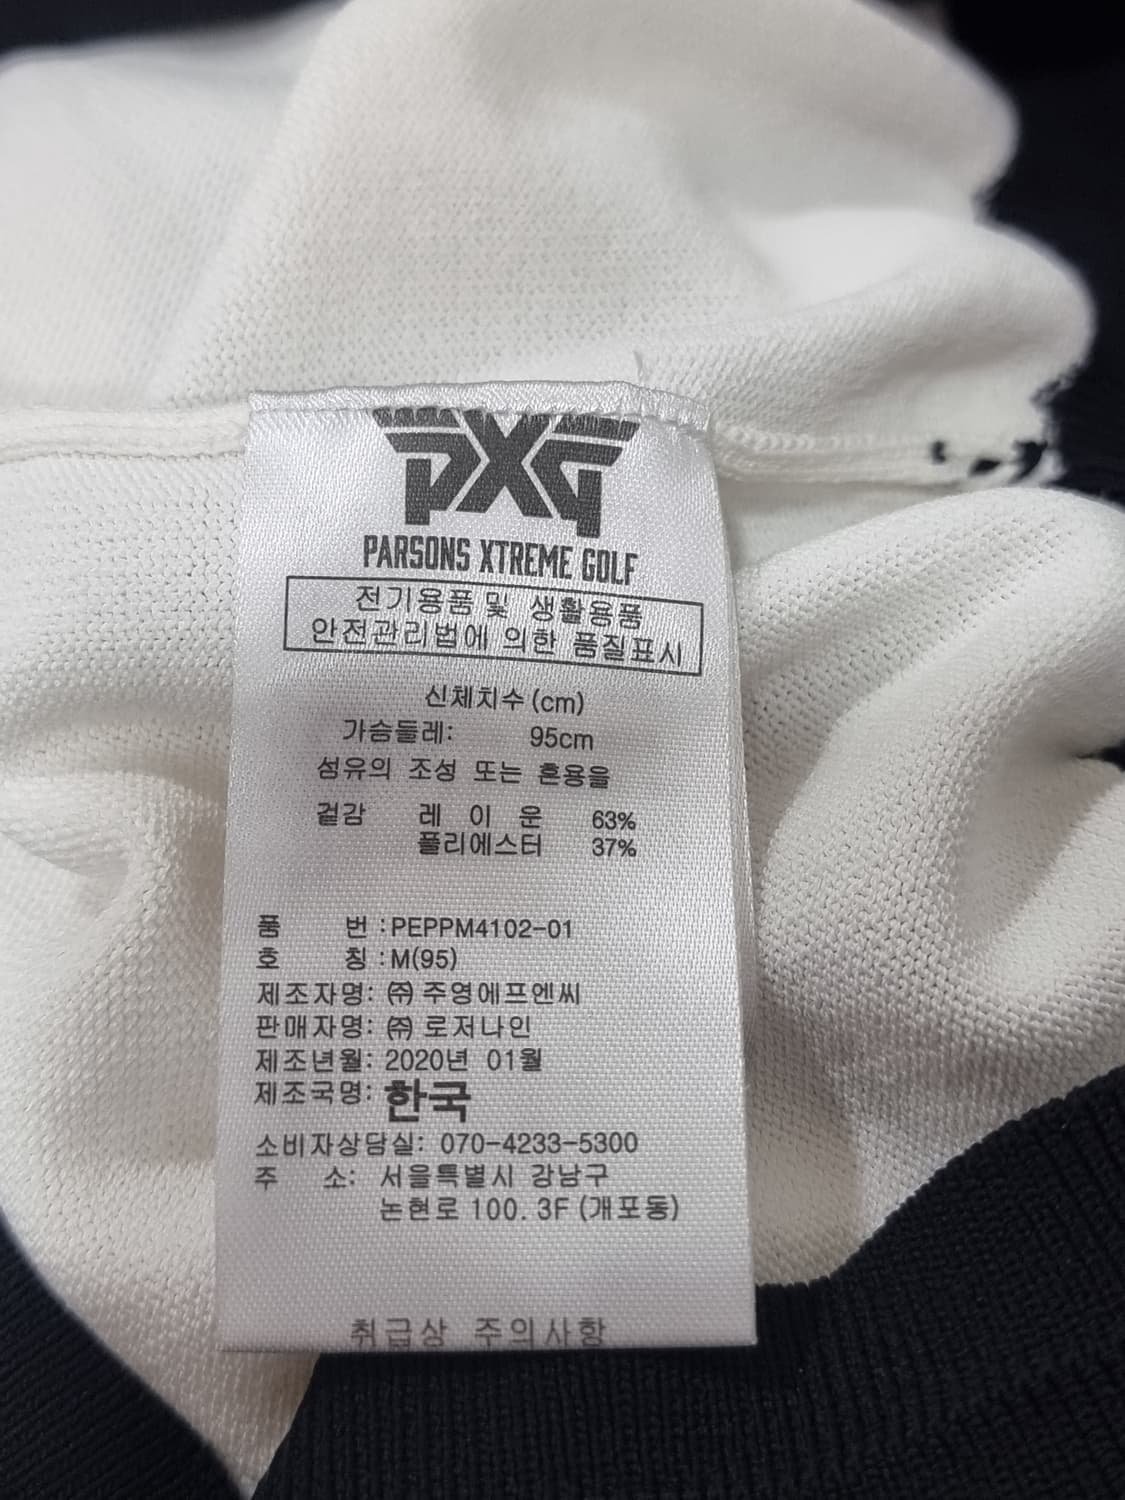 PXG
PARSONS XTREME GOLF
전기용품 및 생활용품
안전관리법에 의한 품질표시
신체치수(cm)
가슴둘레: 95cm
섬유의 조성 또는 혼용율
겉감 레이운 63%
폴리에스터 37%
품 번 : PEPPM4102-01
호 칭 : M(95)
제조자명: ㈜ 주영에프엔씨
판매자명: ㈜ 로저나인
제조년월: 2020년 01월
제조국명: 한국
소비자상담실: 070-4233-5300
주 소: 서울특별시 강남구
논현로 100. 3F (개포동)
취급상 주의사항